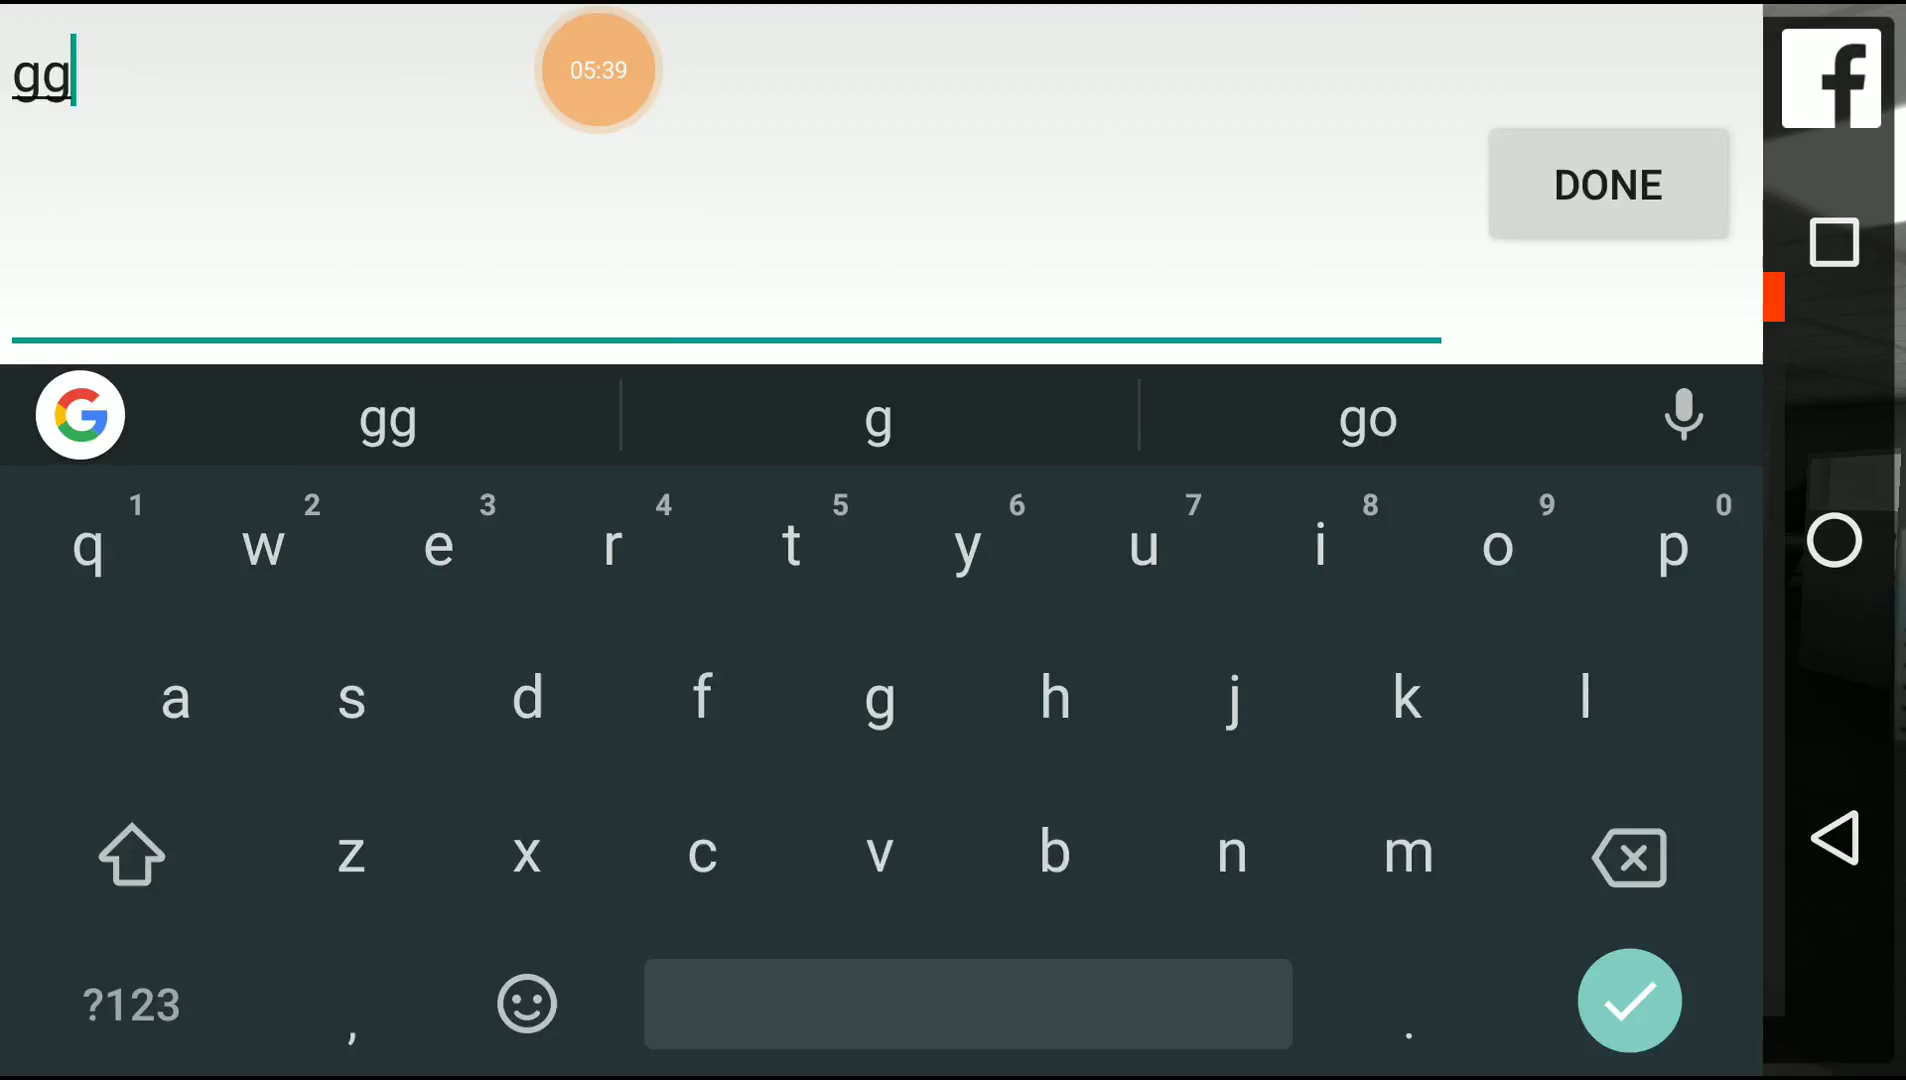 gg
05:39
DONE
gg g go
1 2 3 4 5 6 7 8 9 0
q w e r t y u i o p
a s d f g h j k l
z x c v b n m
?123 , .